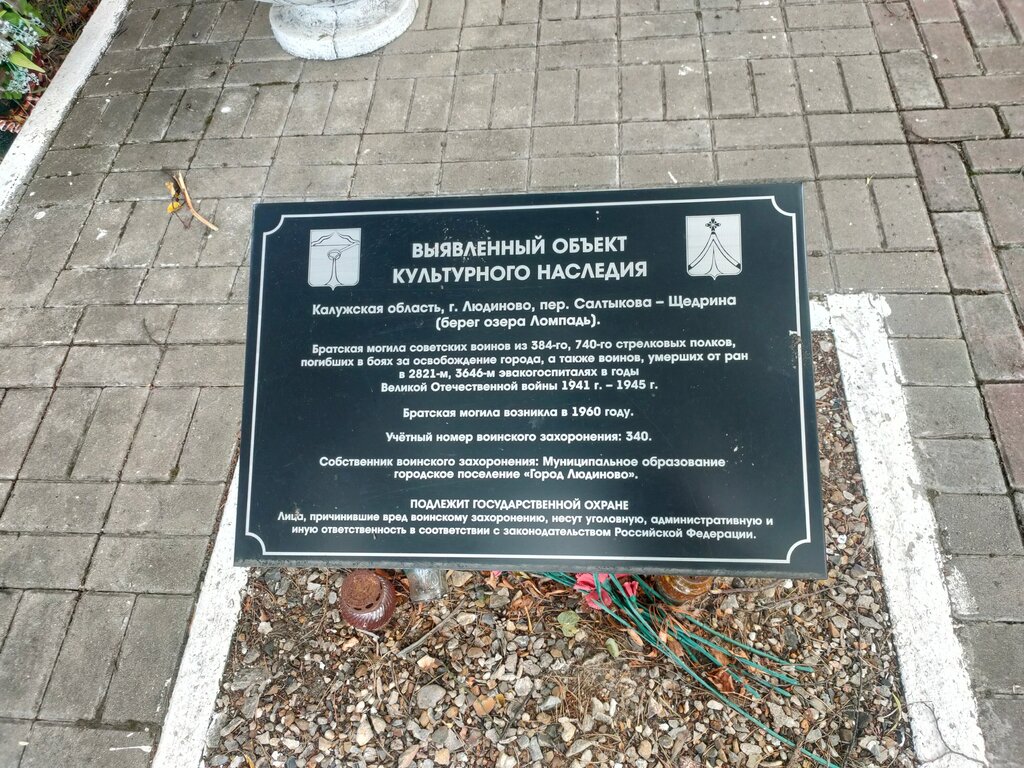 ВЫЯВЛЕННЫЙ ОБЪЕКТ
КУЛЬТУРНОГО НАСЛЕДИЯ
Калужская область, г. Людиново, пер. Салтыкова – Щедрина
(берег озера Ломпадь).
Братская могила советских воинов из 384-го, 740-го стрелковых полков,
погибших в боях за освобождение города, а также воинов, умерших от ран
в 2821-м, 3646-м эвакогоспиталях в годы
Великой Отечественной войны 1941 г. – 1945 г.
Братская могила возникла в 1960 году.
Учётный номер воинского захоронения: 340.
Собственник воинского захоронения: Муниципальное образование
городское поселение «Город Людиново».
ПОДЛЕЖИТ ГОСУДАРСТВЕННОЙ ОХРАНЕ
Лица, причинившие вред воинскому захоронению, несут уголовную, административную и
иную ответственность в соответствии с законодательством Российской Федерации.